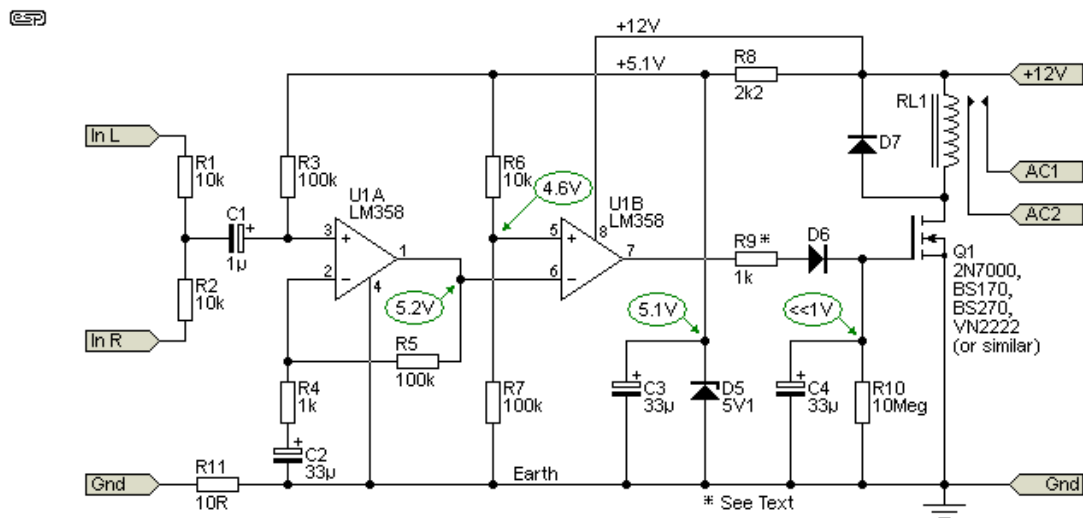 esp
+12V
+5.1V
R8
2k2
+12V
RL1
In L
R1
10k
R3
100k
R6
10k
4.6V
D7
AC1
AC2
U1A
LM358
U1B
LM358
C1
1µ
3
2
1
4
5
6
8
7
R9 *
1k
D6
Q1
2N7000,
BS170,
BS270,
VN2222
(or similar)
R2
10k
In R
5.2V
5.1V
<<1V
R5
100k
R4
1k
R7
100k
C3
33µ
D5
5V1
C4
33µ
R10
10Meg
C2
33µ
Gnd
R11
10R
Earth
* See Text
Gnd